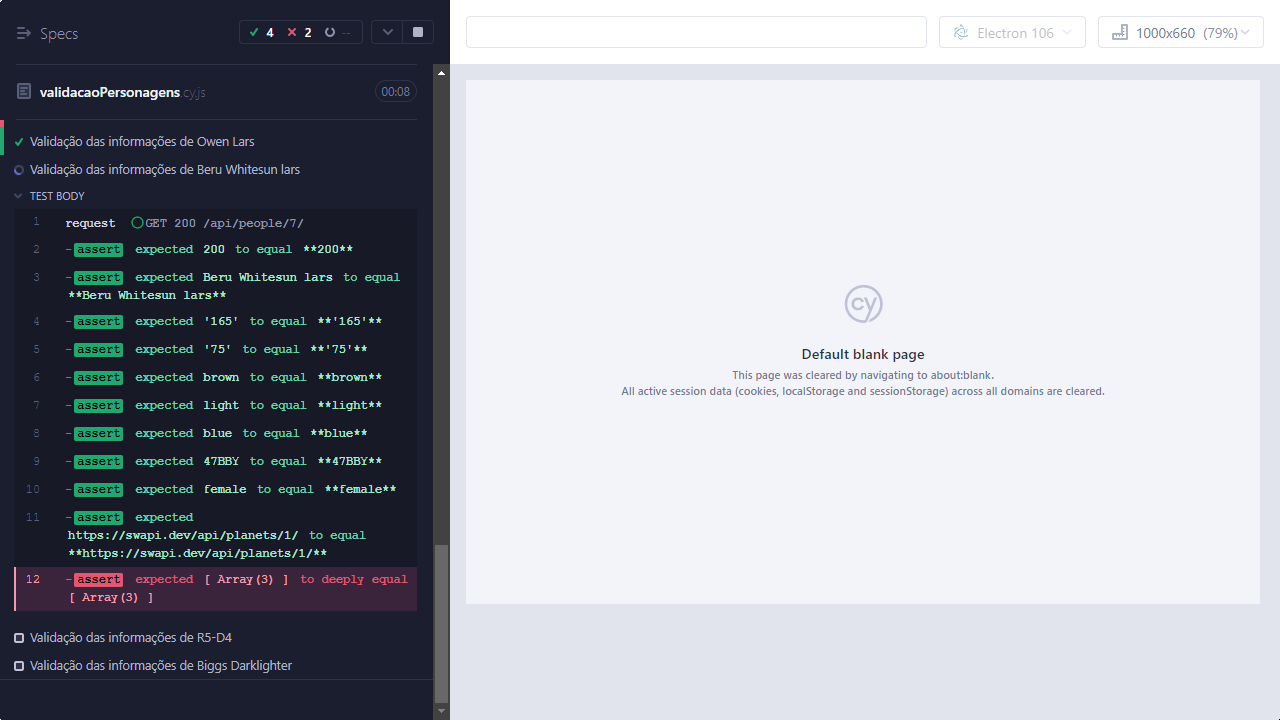 Specs
4 2 --
Electron 106
1000x660 (79%)
validacaoPersonagens.cy.js
00:08
Validação das informações de Owen Lars
Validação das informações de Beru Whitesun lars
TEST BODY
1 request GET 200 /api/people/7/
2 -assert expected 200 to equal **200**
3 -assert expected Beru Whitesun lars to equal
**Beru Whitesun lars**
4 -assert expected '165' to equal **'165'**
5 -assert expected '75' to equal **'75'**
6 -assert expected brown to equal **brown**
7 -assert expected light to equal **light**
8 -assert expected blue to equal **blue**
9 -assert expected 47BBY to equal **47BBY**
10 -assert expected female to equal **female**
11 -assert expected
https://swapi.dev/api/planets/1/ to equal
**https://swapi.dev/api/planets/1/**
12 -assert expected [ Array(3) ] to deeply equal
[ Array(3) ]
Validação das informações de R5-D4
Validação das informações de Biggs Darklighter
cy
Default blank page
This page was cleared by navigating to about:blank.
All active session data (cookies, localStorage and sessionStorage) across all domains are cleared.